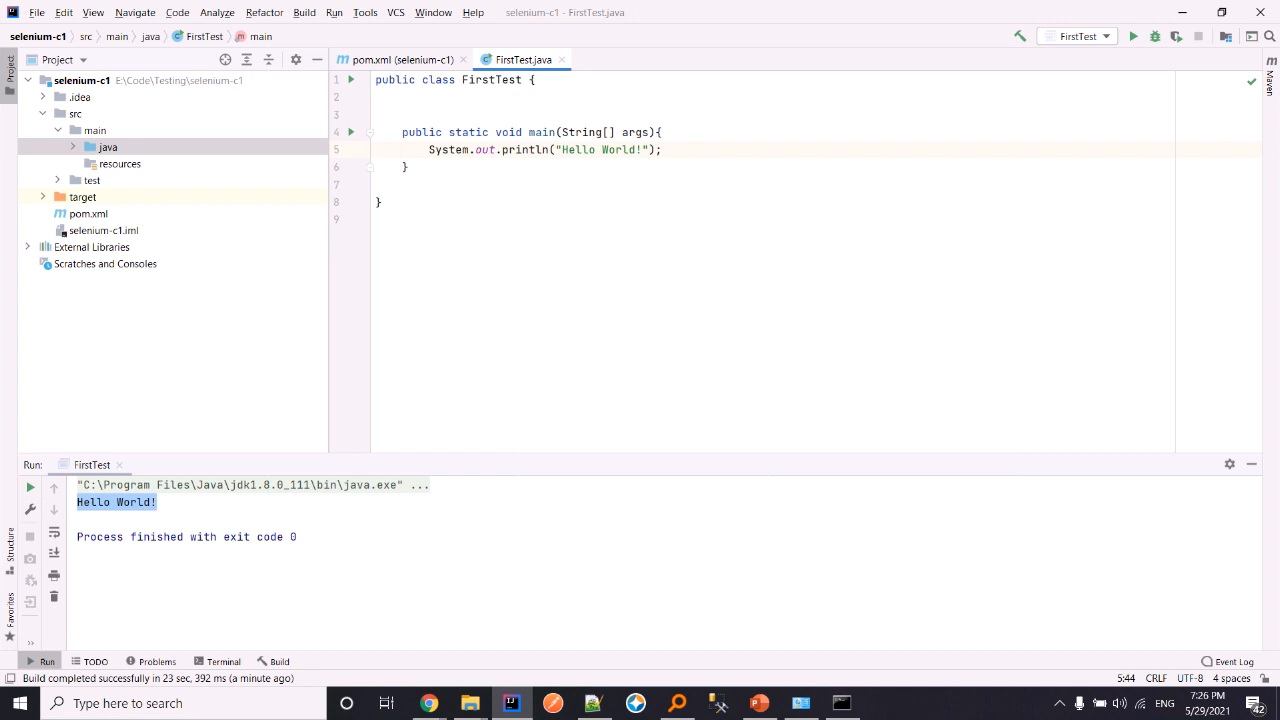 File Edit View Navigate Code Analyze Refactor Build Run Tools VCS Window Help selenium-c1 - FirstTest.java
selenium-c1 src main java FirstTest main FirstTest
Project pom.xml (selenium-c1) FirstTest.java
Project
Maven
selenium-c1 E:\Code\Testing\selenium-c1
.idea
src
main
java
resources
test
target
pom.xml
selenium-c1.iml
External Libraries
Scratches and Consoles
1 public class FirstTest {
2
3
4 public static void main(String[] args){
5 System.out.println("Hello World!");
6 }
7
8 }
9
Run: FirstTest
"C:\Program Files\Java\jdk1.8.0_111\bin\java.exe" ...
Hello World!
Process finished with exit code 0
Structure
Favorites
Run TODO Problems Terminal Build Event Log
Build completed successfully in 23 sec, 392 ms (a minute ago) 5:44 CRLF UTF-8 4 spaces
Type here to search ENG 7:26 PM
5/29/2021 42